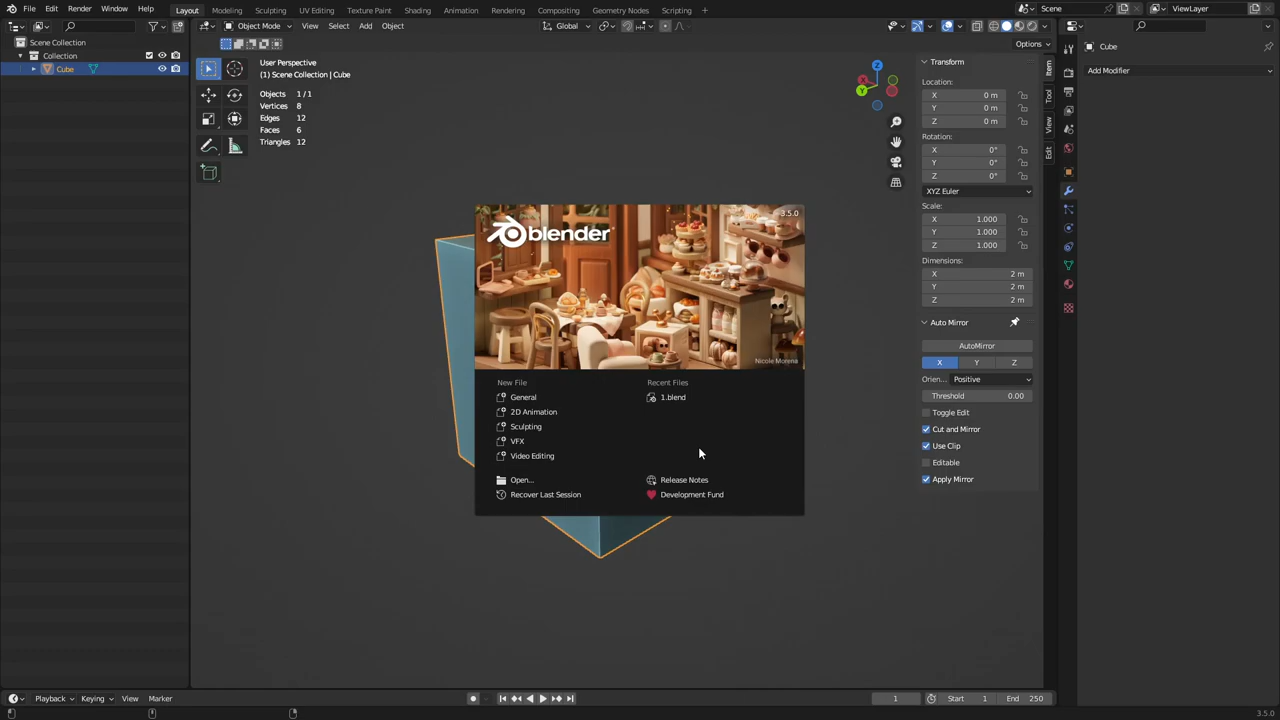 File Edit Render Window Help Layout Modeling Sculpting UV Editing Texture Paint Shading Animation Rendering Compositing Geometry Nodes Scripting + Scene ViewLayer
Object Mode View Select Add Object Global
Options
Scene Collection
Collection
Cube
User Perspective
(1) Scene Collection | Cube
Objects 1 / 1
Vertices 8
Edges 12
Faces 6
Triangles 12
Z
X
Y
Transform
Location:
X 0 m
Y 0 m
Z 0 m
Rotation:
X 0°
Y 0°
Z 0°
XYZ Euler
Scale:
X 1.000
Y 1.000
Z 1.000
Dimensions:
X 2 m
Y 2 m
Z 2 m
Auto Mirror
AutoMirror
X Y Z
Orien... Positive
Threshold 0.00
Toggle Edit
Cut and Mirror
Use Clip
Editable
Apply Mirror
Item
Tool
View
Edit
Cube
Add Modifier
blender
3.5.0
New File
General
2D Animation
Sculpting
VFX
Video Editing
Open...
Recover Last Session
Recent Files
1.blend
Release Notes
Development Fund
Playback Keying View Marker 1 Start 1 End 250
3.5.0